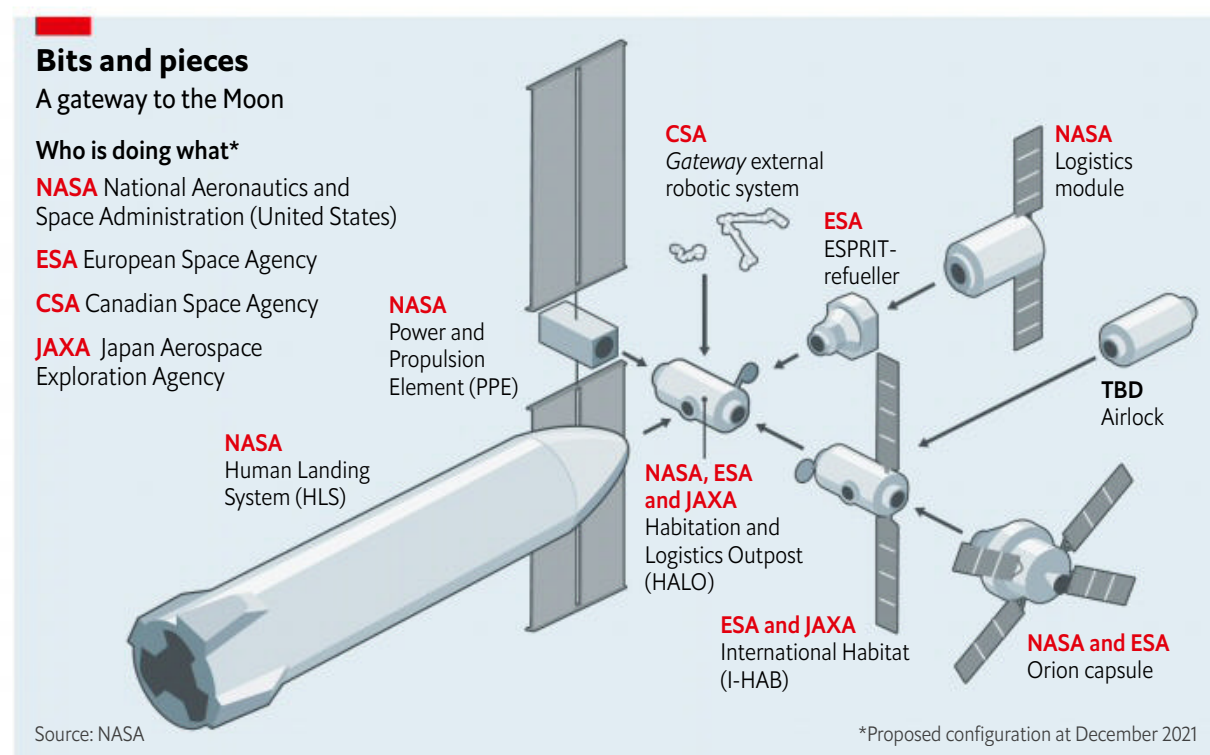 Bits and pieces
A gateway to the Moon
Who is doing what*
NASA National Aeronautics and
Space Administration (United States)
ESA European Space Agency
CSA Canadian Space Agency
JAXA Japan Aerospace
Exploration Agency
CSA
Gateway external
robotic system
NASA
Logistics
module
ESA
ESPRIT-
refueller
NASA
Power and
Propulsion
Element (PPE)
TBD
Airlock
NASA
Human Landing
System (HLS)
NASA, ESA
and JAXA
Habitation and
Logistics Outpost
(HALO)
ESA and JAXA
International Habitat
(I-HAB)
NASA and ESA
Orion capsule
Source: NASA
*Proposed configuration at December 2021